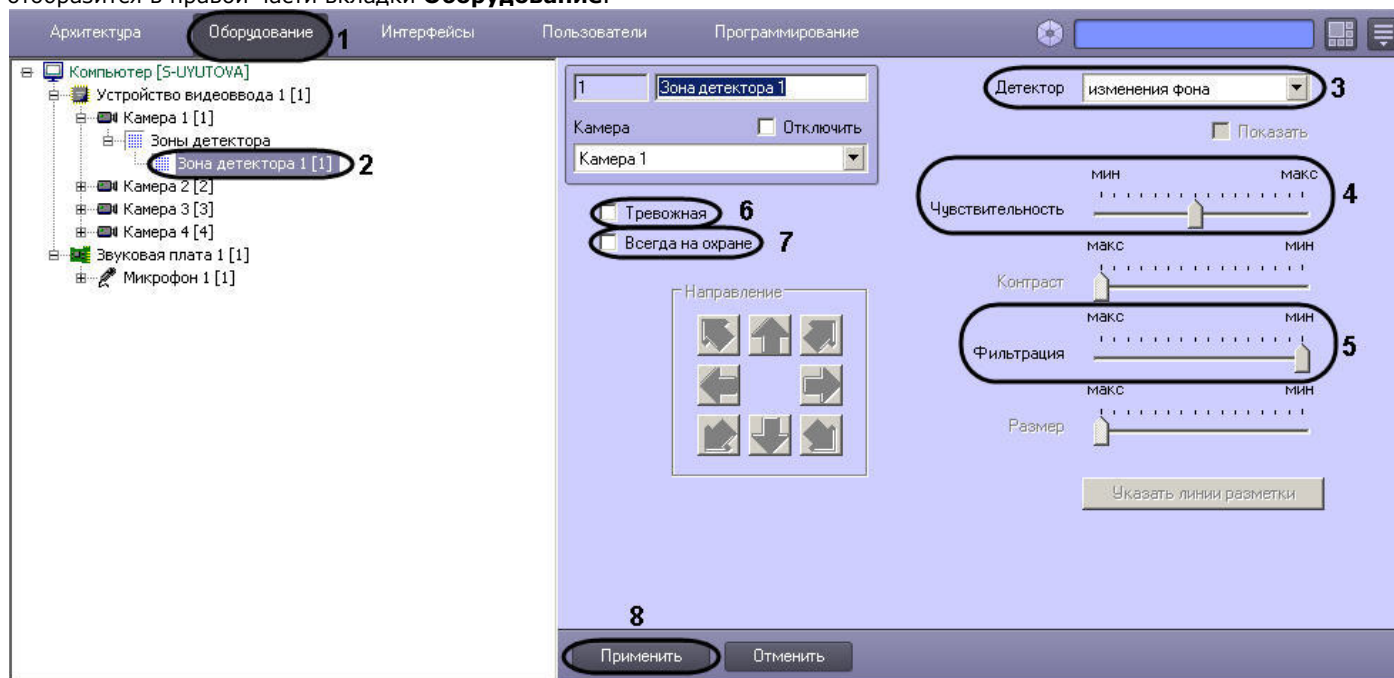 отобразится в правой части вкладки Оборудование.
Архитектура Оборудование 1 Интерфейсы Пользователи Программирование
Компьютер [S-UYUTOVA]
Устройство видеоввода 1 [1]
Камера 1 [1]
Зоны детектора
Зона детектора 1 [1] 2
Камера 2 [2]
Камера 3 [3]
Камера 4 [4]
Звуковая плата 1 [1]
Микрофон 1 [1]
1 Зона детектора 1
Камера Отключить
Камера 1
Тревожная 6
Всегда на охране 7
Направление
Детектор изменения фона 3
Показать
мин макс
Чувствительность 4
макс мин
Контраст
макс мин
Фильтрация 5
макс мин
Размер
Указать линии разметки
8
Применить Отменить